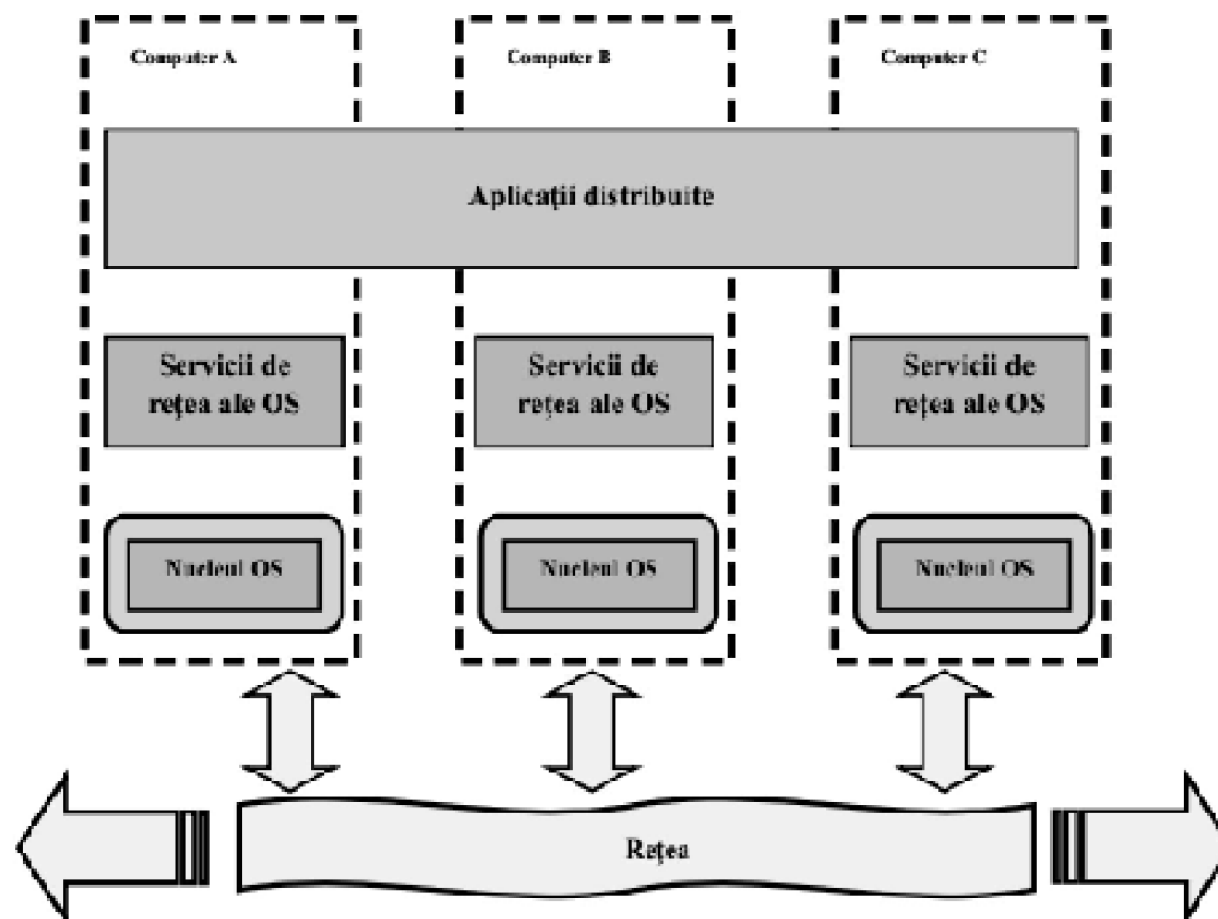 Computer A
Computer B
Computer C
Aplicații distribuite
Servicii de
rețea ale OS
Servicii de
rețea ale OS
Servicii de
rețea ale OS
Nucleul OS
Nucleul OS
Nucleul OS
Rețea